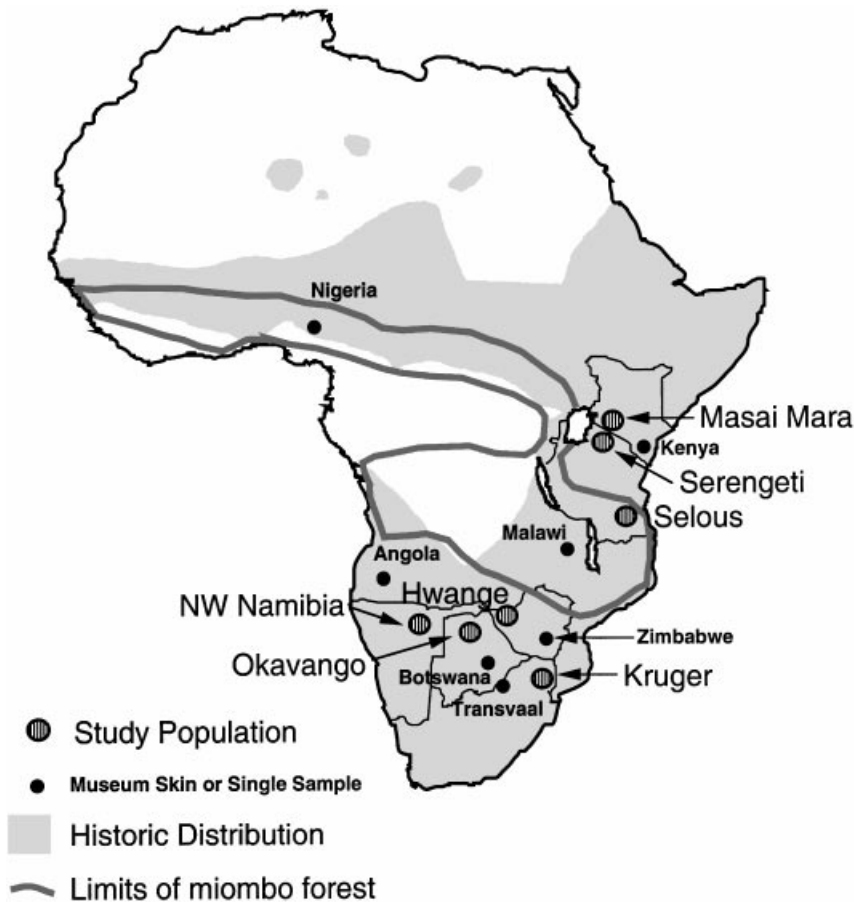 Nigeria
Masai Mara
Kenya
Serengeti
Selous
Malawi
Angola
Hwange
NW Namibia
Zimbabwe
Okavango
Botswana
Kruger
Transvaal
Study Population
Museum Skin or Single Sample
Historic Distribution
Limits of miombo forest